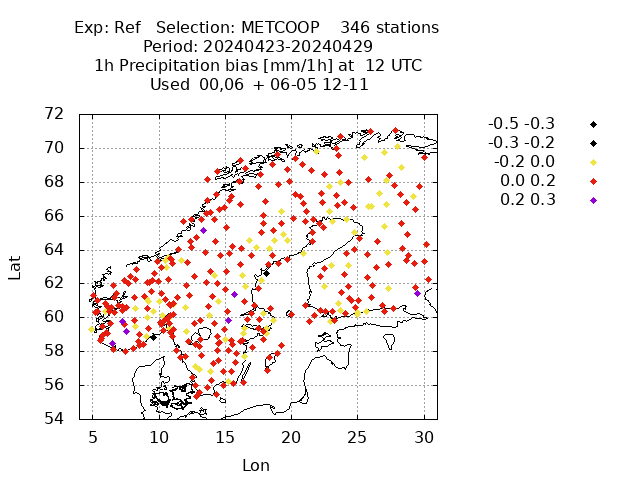 Exp: Ref   Selection: METCOOP    346 stations
Period: 20240423-20240429
1h Precipitation bias [mm/1h] at  12 UTC
Used 00,06 + 06-05 12-11
-0.5 -0.3
-0.3 -0.2
-0.2 0.0
0.0 0.2
0.2 0.3
72
70
68
66
64
62
60
58
56
54
Lat
5 10 15 20 25 30
Lon